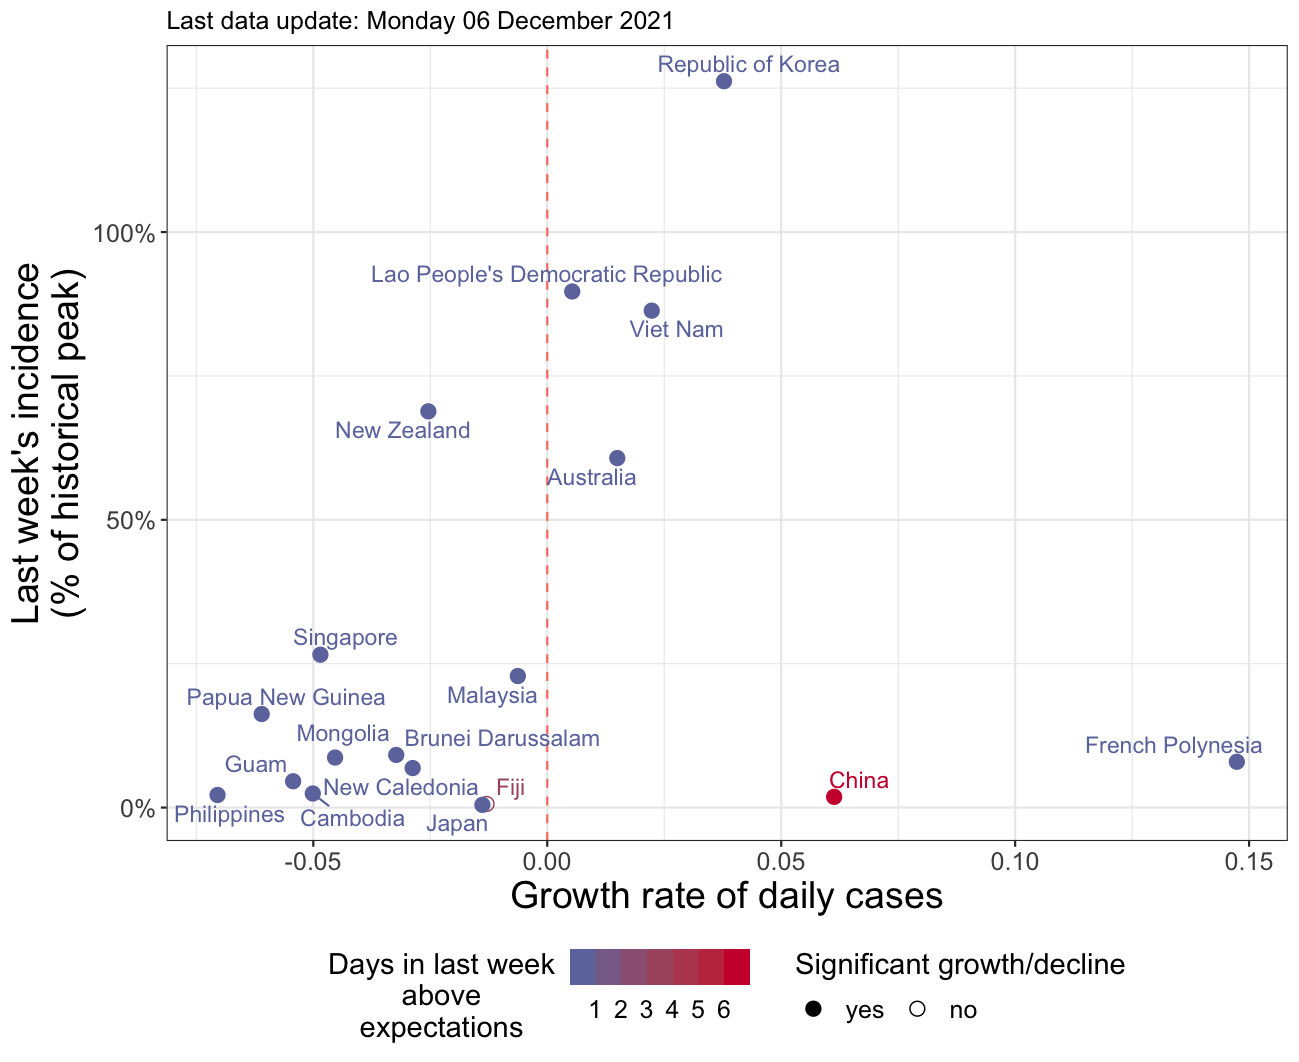 Last data update: Monday 06 December 2021
Republic of Korea
100%
Lao People's Democratic Republic
Viet Nam
New Zealand
Australia
Last week's incidence
(% of historical peak)
50%
Singapore
Papua New Guinea
Malaysia
Mongolia
Brunei Darussalam
French Polynesia
Guam
New Caledonia
Fiji
China
0%
Philippines
Cambodia
Japan
-0.05
0.00
0.05
0.10
0.15
Growth rate of daily cases
Days in last week
above
expectations
1 2 3 4 5 6
Significant growth/decline
yes
no